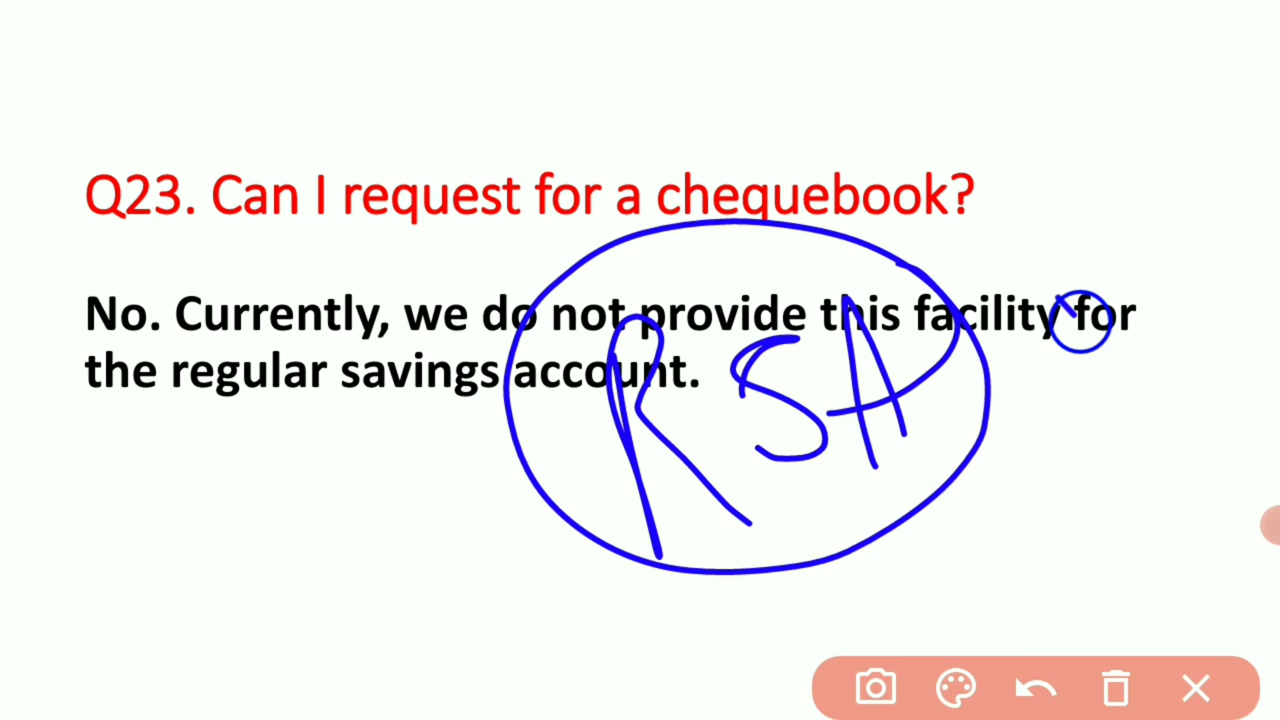 Q23. Can I request for a chequebook?
No. Currently, we do not provide this facility for
the regular savings account.
RSA